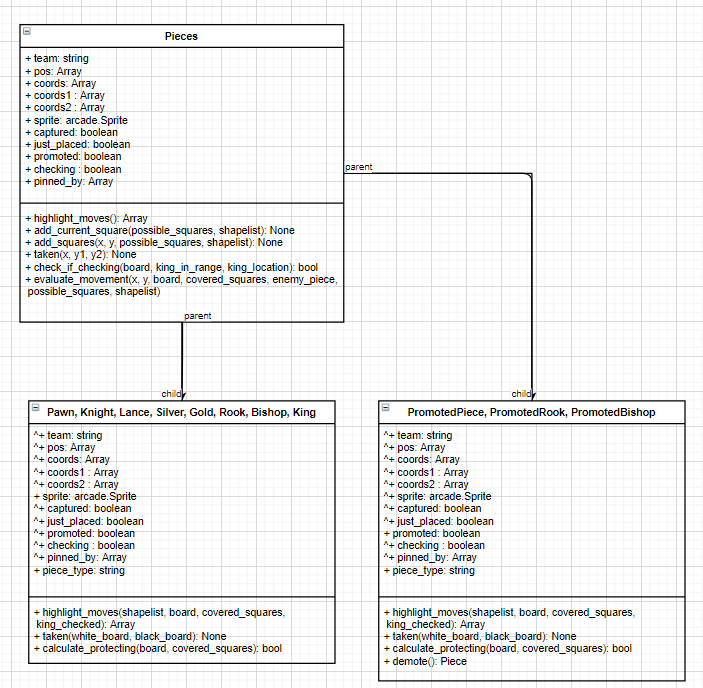 Pieces
+ team: string
+ pos: Array
+ coords: Array
+ coords1 : Array
+ coords2 : Array
+ sprite: arcade.Sprite
+ captured: boolean
+ just_placed: boolean
+ promoted: boolean
+ checking : boolean
+ pinned_by: Array
+ highlight_moves(): Array
+ add_current_square(possible_squares, shapelist): None
+ add_squares(x, y, possible_squares, shapelist): None
+ taken(x, y1, y2): None
+ check_if_checking(board, king_in_range, king_location): bool
+ evaluate_movement(x, y, board, covered_squares, enemy_piece,
possible_squares, shapelist)
parent
parent
child
child
Pawn, Knight, Lance, Silver, Gold, Rook, Bishop, King
^+ team: string
^+ pos: Array
^+ coords: Array
^+ coords1 : Array
^+ coords2 : Array
+ sprite: arcade.Sprite
^+ captured: boolean
^+ just_placed: boolean
^+ promoted: boolean
^+ checking : boolean
^+ pinned_by: Array
+ piece_type: string
+ highlight_moves(shapelist, board, covered_squares,
king_checked): Array
+ taken(white_board, black_board): None
+ calculate_protecting(board, covered_squares): bool
PromotedPiece, PromotedRook, PromotedBishop
^+ team: string
^+ pos: Array
^+ coords: Array
^+ coords1 : Array
^+ coords2 : Array
^+ sprite: arcade.Sprite
^+ captured: boolean
^+ just_placed: boolean
+ promoted: boolean
^+ checking : boolean
^+ pinned_by: Array
+ piece_type: string
+ highlight_moves(shapelist, board, covered_squares,
king_checked): Array
+ taken(white_board, black_board): None
+ calculate_protecting(board, covered_squares): bool
+ demote(): Piece